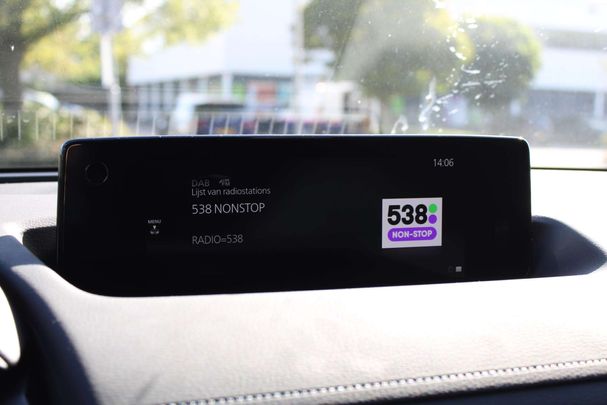 14:06
DAB
Lijst van radiostations
538 NONSTOP
MENU
RADIO=538
538
NON-STOP